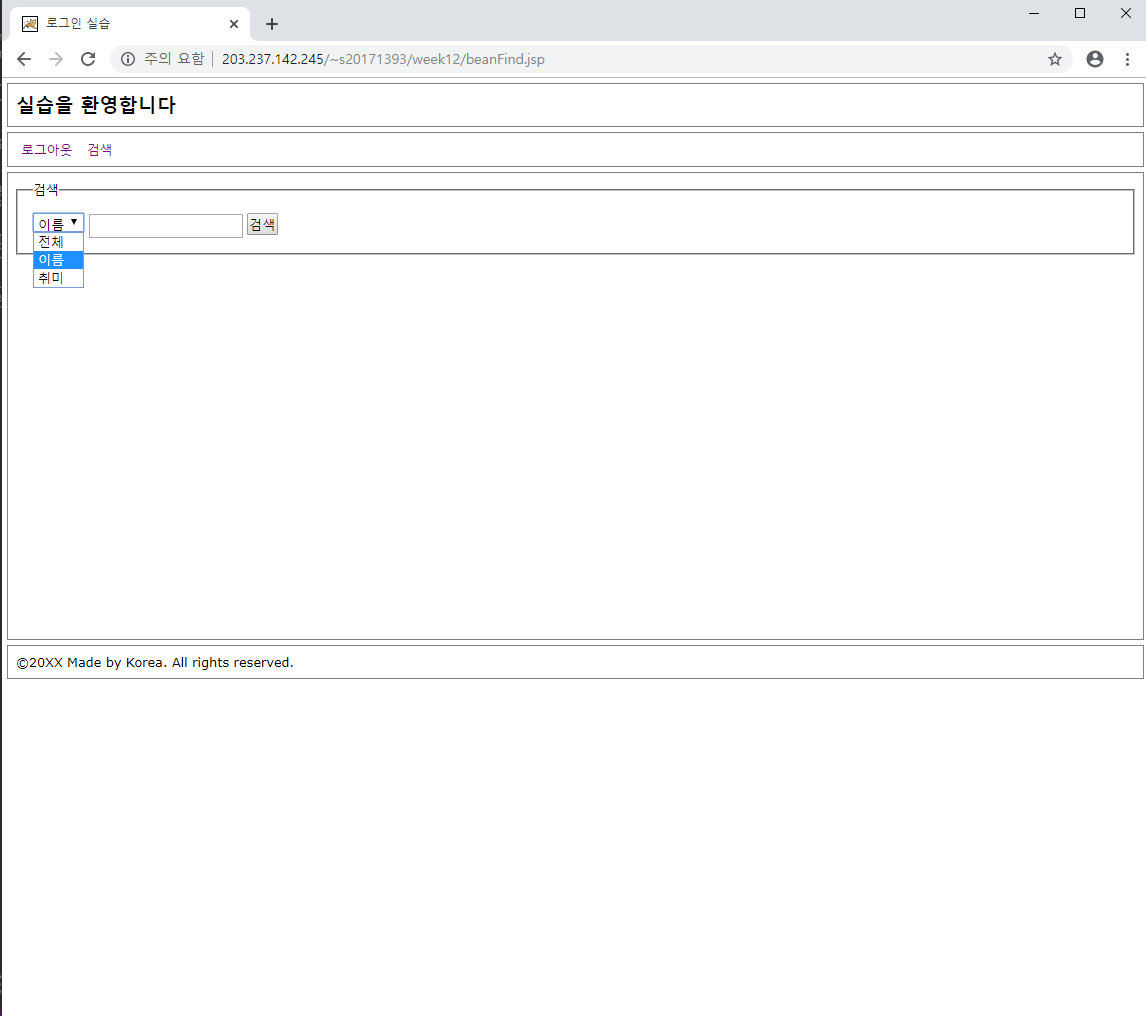 로그인 실습
주의 요함 | 203.237.142.245/~s20171393/week12/beanFind.jsp
실습을 환영합니다
로그아웃 검색
검색
이름 검색
전체
이름
취미
©20XX Made by Korea. All rights reserved.